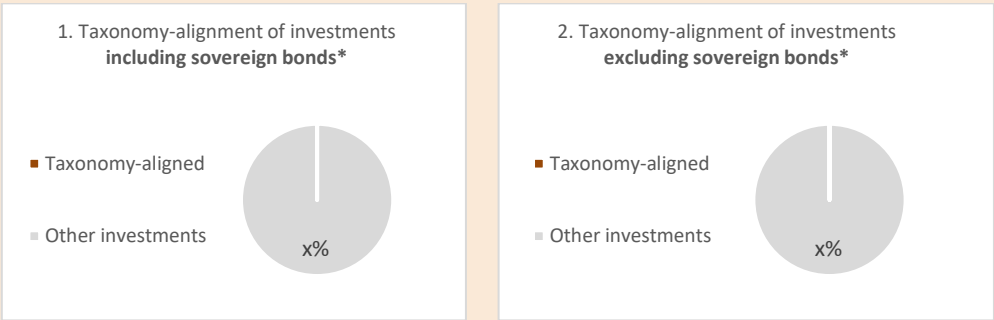 1. Taxonomy-alignment of investments
including sovereign bonds*
Taxonomy-aligned
Other investments
x%
2. Taxonomy-alignment of investments
excluding sovereign bonds*
Taxonomy-aligned
Other investments
x%